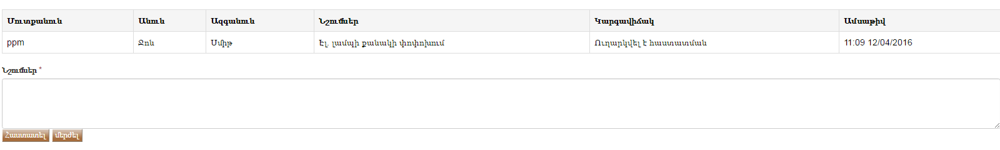 Մուտքանուն Անուն Ազգանուն Նշումներ Կարգավիճակ Ամսաթիվ
ppm Ջոն Սմիթ Էլ. լամպի քանակի փոփոխում Ուղարկվել է հաստատման 11:09 12/04/2016
Նշումներ *
Հաստատել մերժել